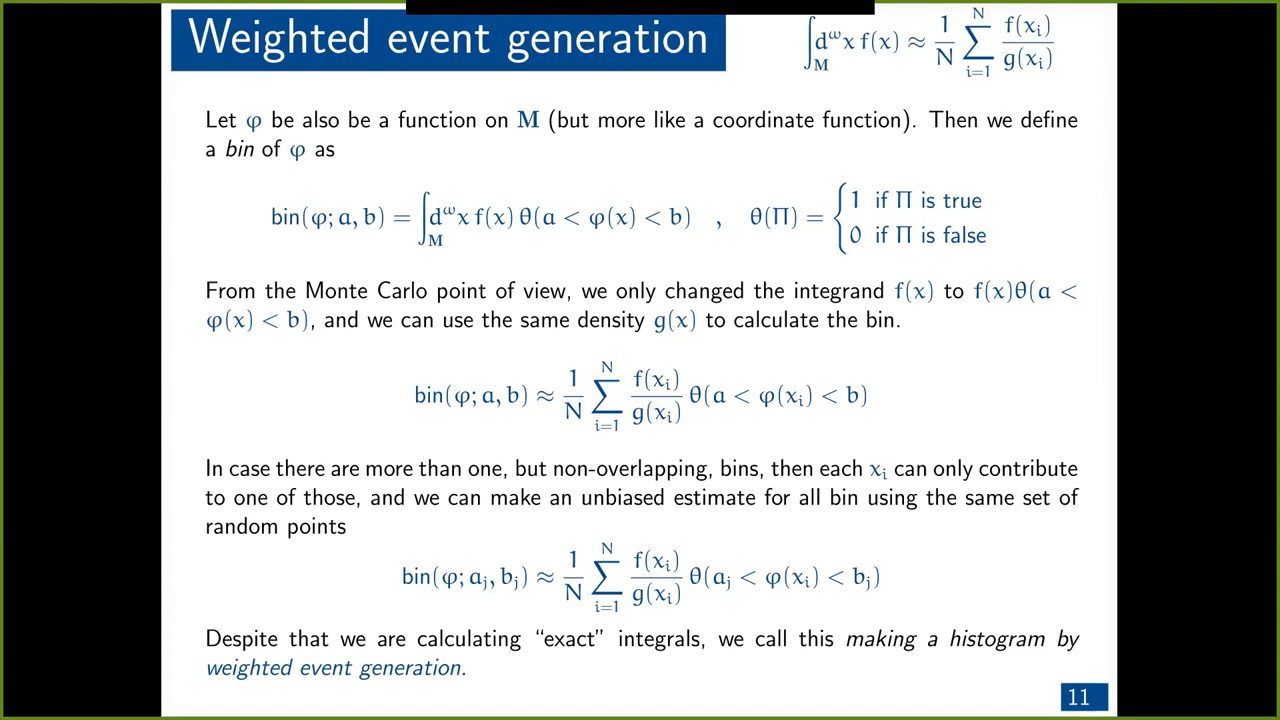 Weighted event generation
∫_M d^ω x f(x) ≈ 1/N ∑_{i=1}^{N} f(x_i)/g(x_i)
Let φ be also be a function on M (but more like a coordinate function). Then we define
a bin of φ as
bin(φ; a, b) = ∫_M d^ω x f(x) θ(a < φ(x) < b) , θ(Π) = { 1 if Π is true
0 if Π is false
From the Monte Carlo point of view, we only changed the integrand f(x) to f(x)θ(a <
φ(x) < b), and we can use the same density g(x) to calculate the bin.
bin(φ; a, b) ≈ 1/N ∑_{i=1}^{N} f(x_i)/g(x_i) θ(a < φ(x_i) < b)
In case there are more than one, but non-overlapping, bins, then each x_i can only contribute
to one of those, and we can make an unbiased estimate for all bin using the same set of
random points
bin(φ; a_j, b_j) ≈ 1/N ∑_{i=1}^{N} f(x_i)/g(x_i) θ(a_j < φ(x_i) < b_j)
Despite that we are calculating “exact” integrals, we call this making a histogram by
weighted event generation.
11